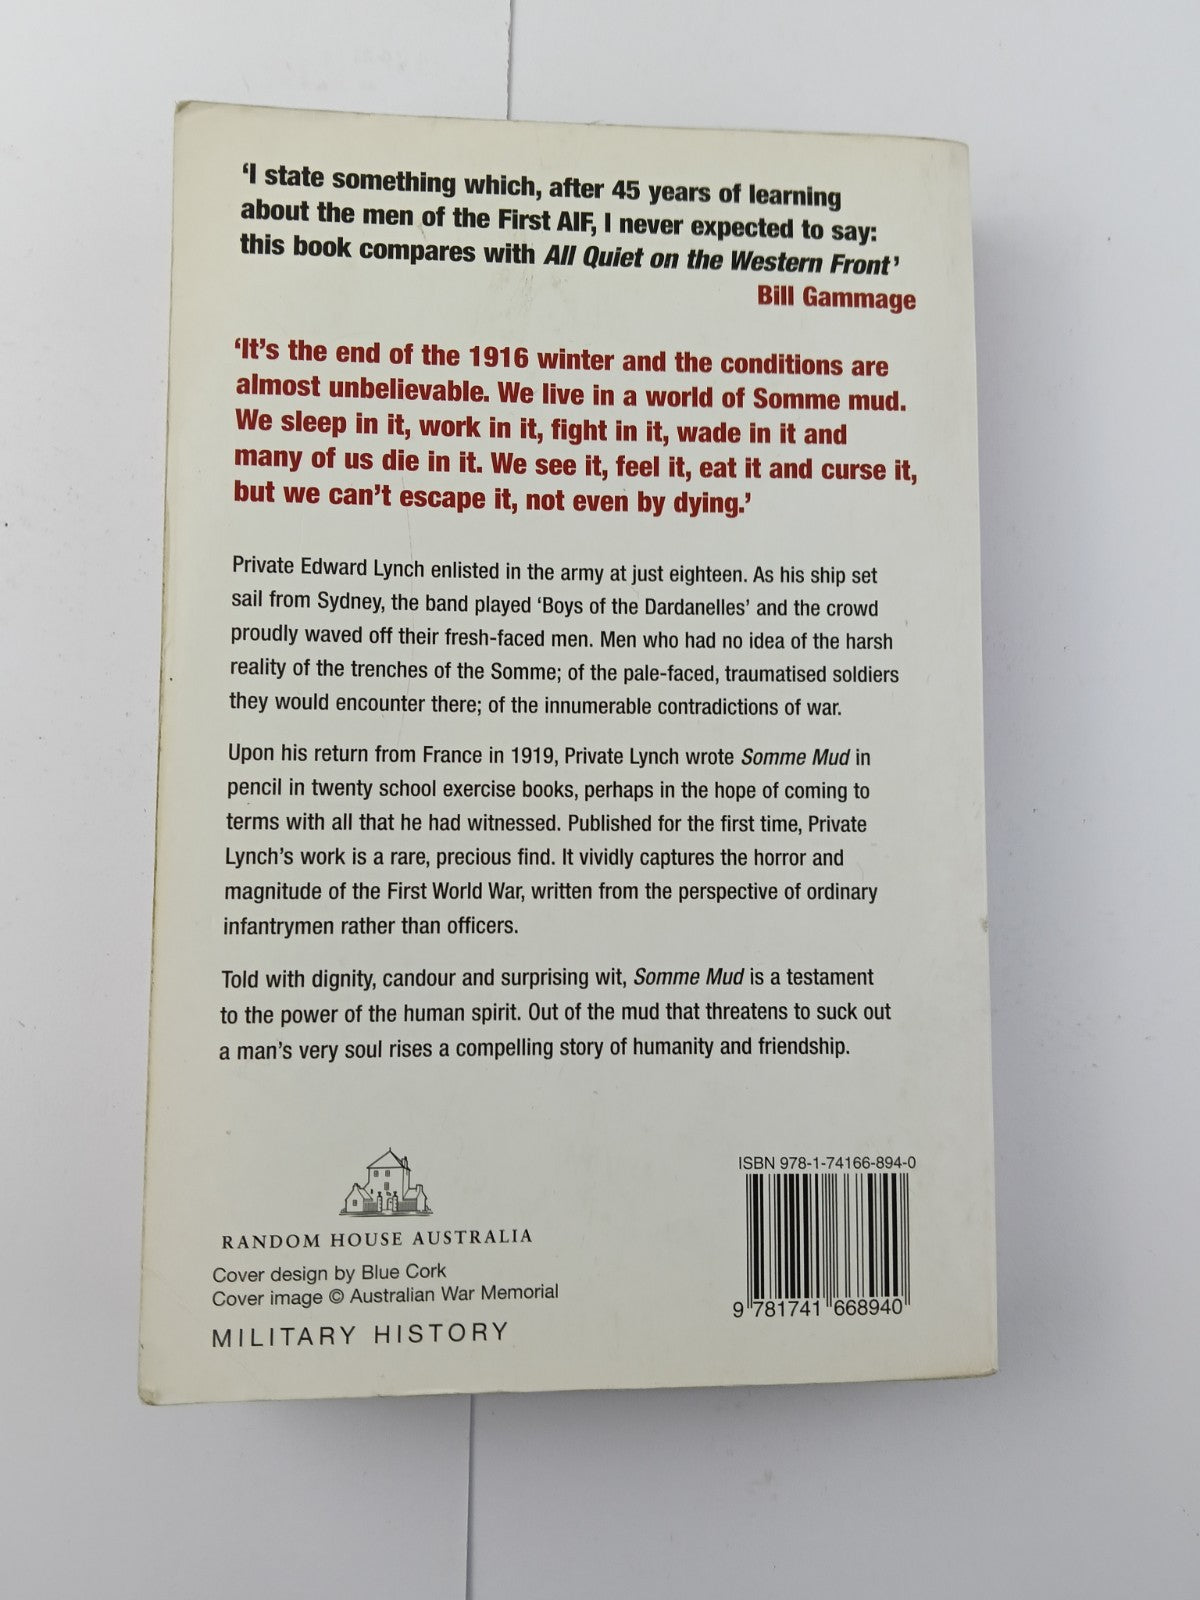 ‘I state something which, after 45 years of learning
about the men of the First AIF, I never expected to say:
this book compares with All Quiet on the Western Front’
Bill Gammage
‘It’s the end of the 1916 winter and the conditions are
almost unbelievable. We live in a world of Somme mud.
We sleep in it, work in it, fight in it, wade in it and
many of us die in it. We see it, feel it, eat it and curse it,
but we can’t escape it, not even by dying.’
Private Edward Lynch enlisted in the army at just eighteen. As his ship set
sail from Sydney, the band played ‘Boys of the Dardanelles’ and the crowd
proudly waved off their fresh-faced men. Men who had no idea of the harsh
reality of the trenches of the Somme; of the pale-faced, traumatised soldiers
they would encounter there; of the innumerable contradictions of war.
Upon his return from France in 1919, Private Lynch wrote Somme Mud in
pencil in twenty school exercise books, perhaps in the hope of coming to
terms with all that he had witnessed. Published for the first time, Private
Lynch’s work is a rare, precious find. It vividly captures the horror and
magnitude of the First World War, written from the perspective of ordinary
infantrymen rather than officers.
Told with dignity, candour and surprising wit, Somme Mud is a testament
to the power of the human spirit. Out of the mud that threatens to suck out
a man’s very soul rises a compelling story of humanity and friendship.
RANDOM HOUSE AUSTRALIA
Cover design by Blue Cork
Cover image © Australian War Memorial
MILITARY HISTORY
ISBN 978-1-74166-894-0
9 781741 668940